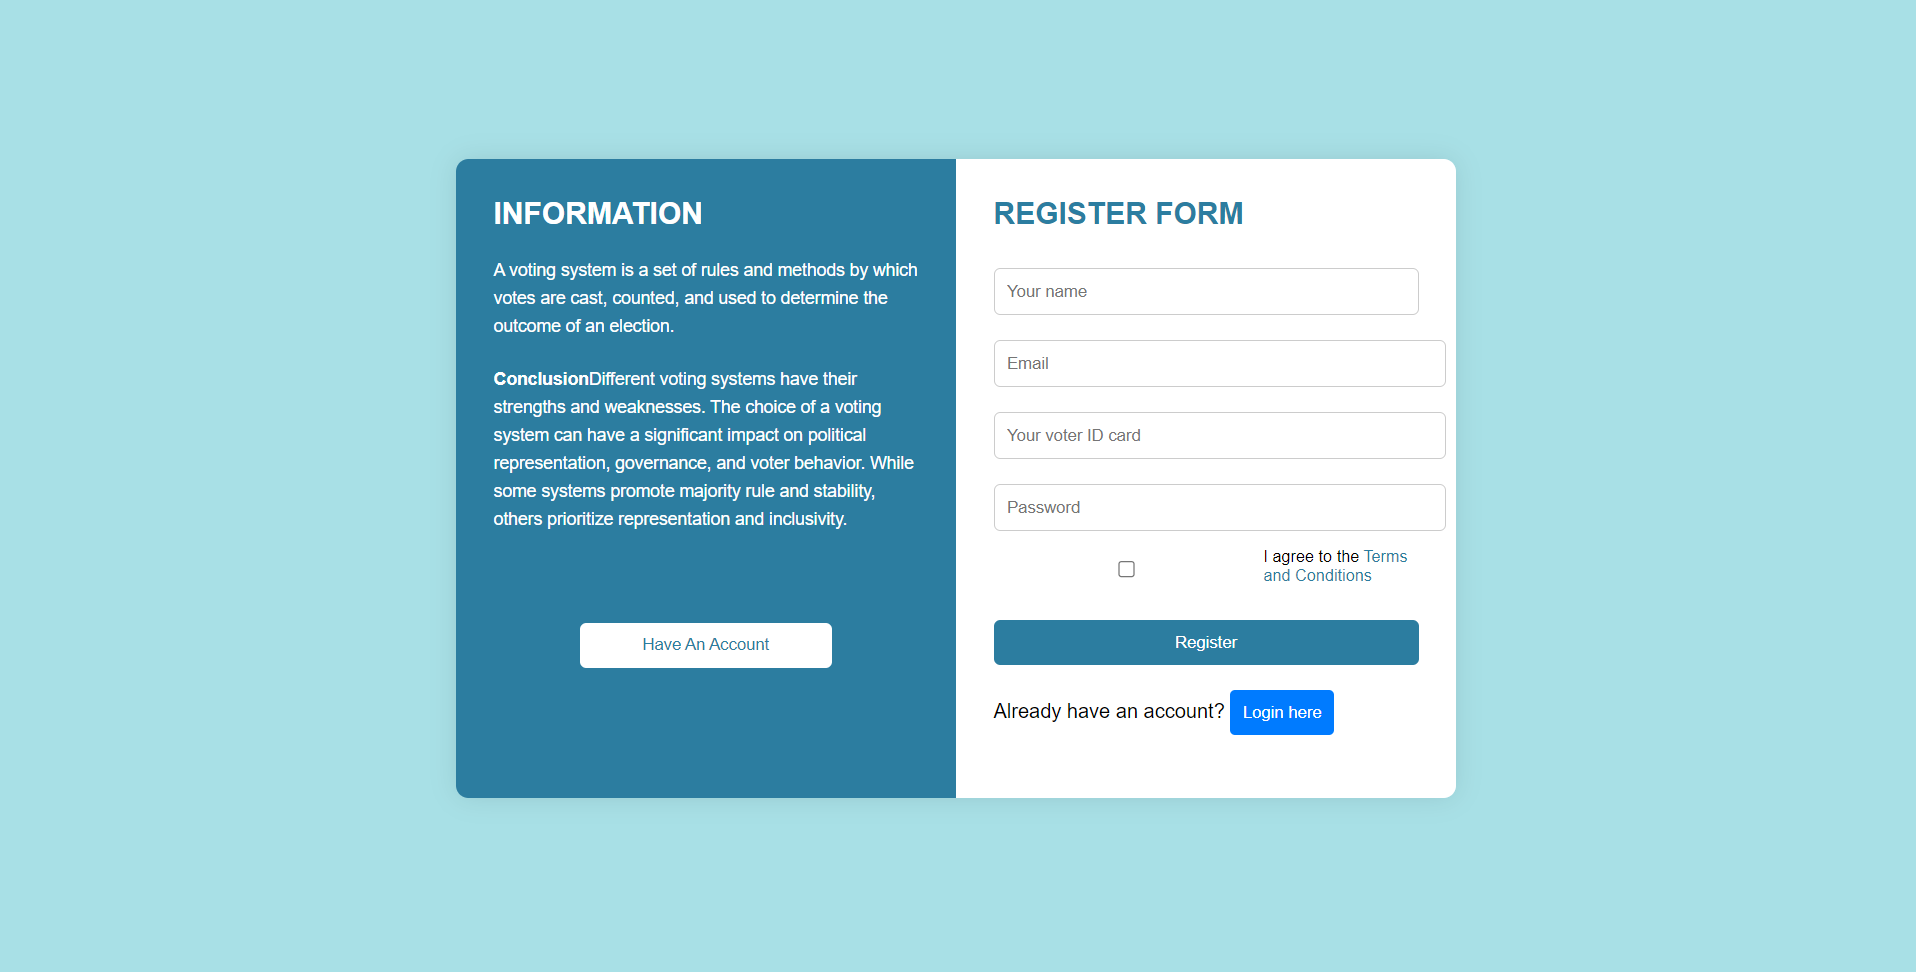 INFORMATION
A voting system is a set of rules and methods by which
votes are cast, counted, and used to determine the
outcome of an election.
ConclusionDifferent voting systems have their
strengths and weaknesses. The choice of a voting
system can have a significant impact on political
representation, governance, and voter behavior. While
some systems promote majority rule and stability,
others prioritize representation and inclusivity.
Have An Account
REGISTER FORM
Your name
Email
Your voter ID card
Password
I agree to the Terms
and Conditions
Register
Already have an account? Login here